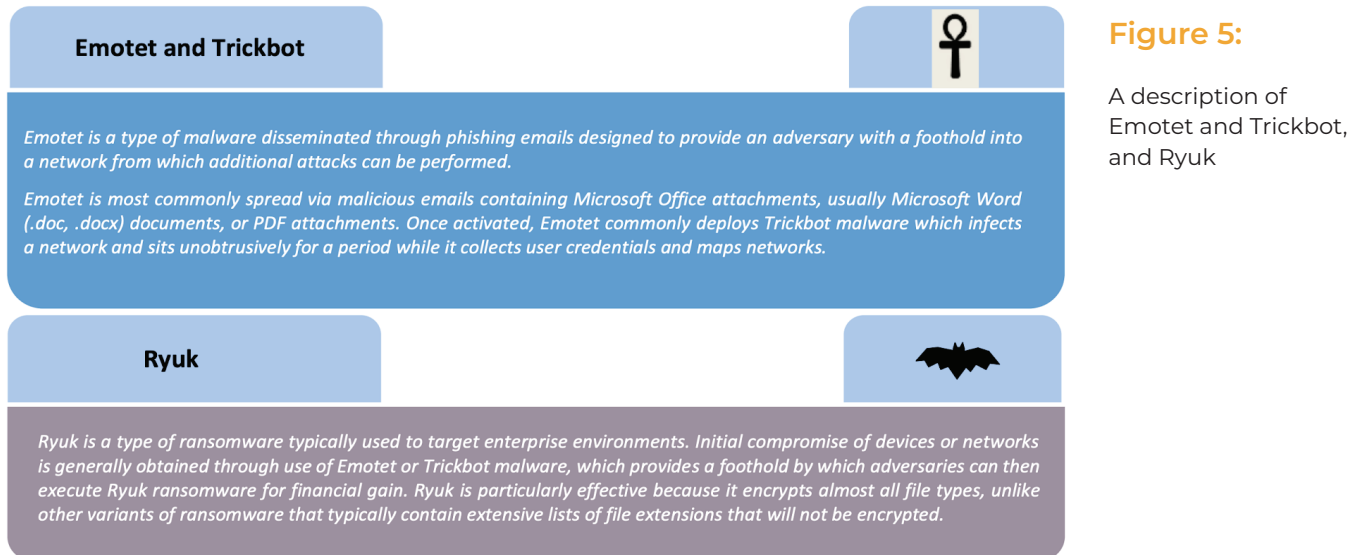 Emotet and Trickbot
Emotet is a type of malware disseminated through phishing emails designed to provide an adversary with a foothold into
a network from which additional attacks can be performed.
Emotet is most commonly spread via malicious emails containing Microsoft Office attachments, usually Microsoft Word
(.doc, .docx) documents, or PDF attachments. Once activated, Emotet commonly deploys Trickbot malware which infects
a network and sits unobtrusively for a period while it collects user credentials and maps networks.
Ryuk
Ryuk is a type of ransomware typically used to target enterprise environments. Initial compromise of devices or networks
is generally obtained through use of Emotet or Trickbot malware, which provides a foothold by which adversaries can then
execute Ryuk ransomware for financial gain. Ryuk is particularly effective because it encrypts almost all file types, unlike
other variants of ransomware that typically contain extensive lists of file extensions that will not be encrypted.
Figure 5:
A description of
Emotet and Trickbot,
and Ryuk